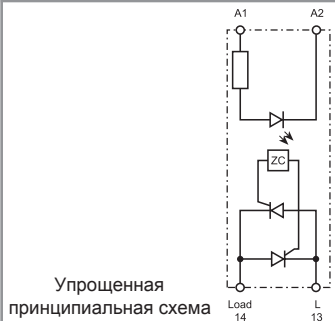 A1 A2
ZC
Упрощенная
принципиальная схема
Load L
14 13